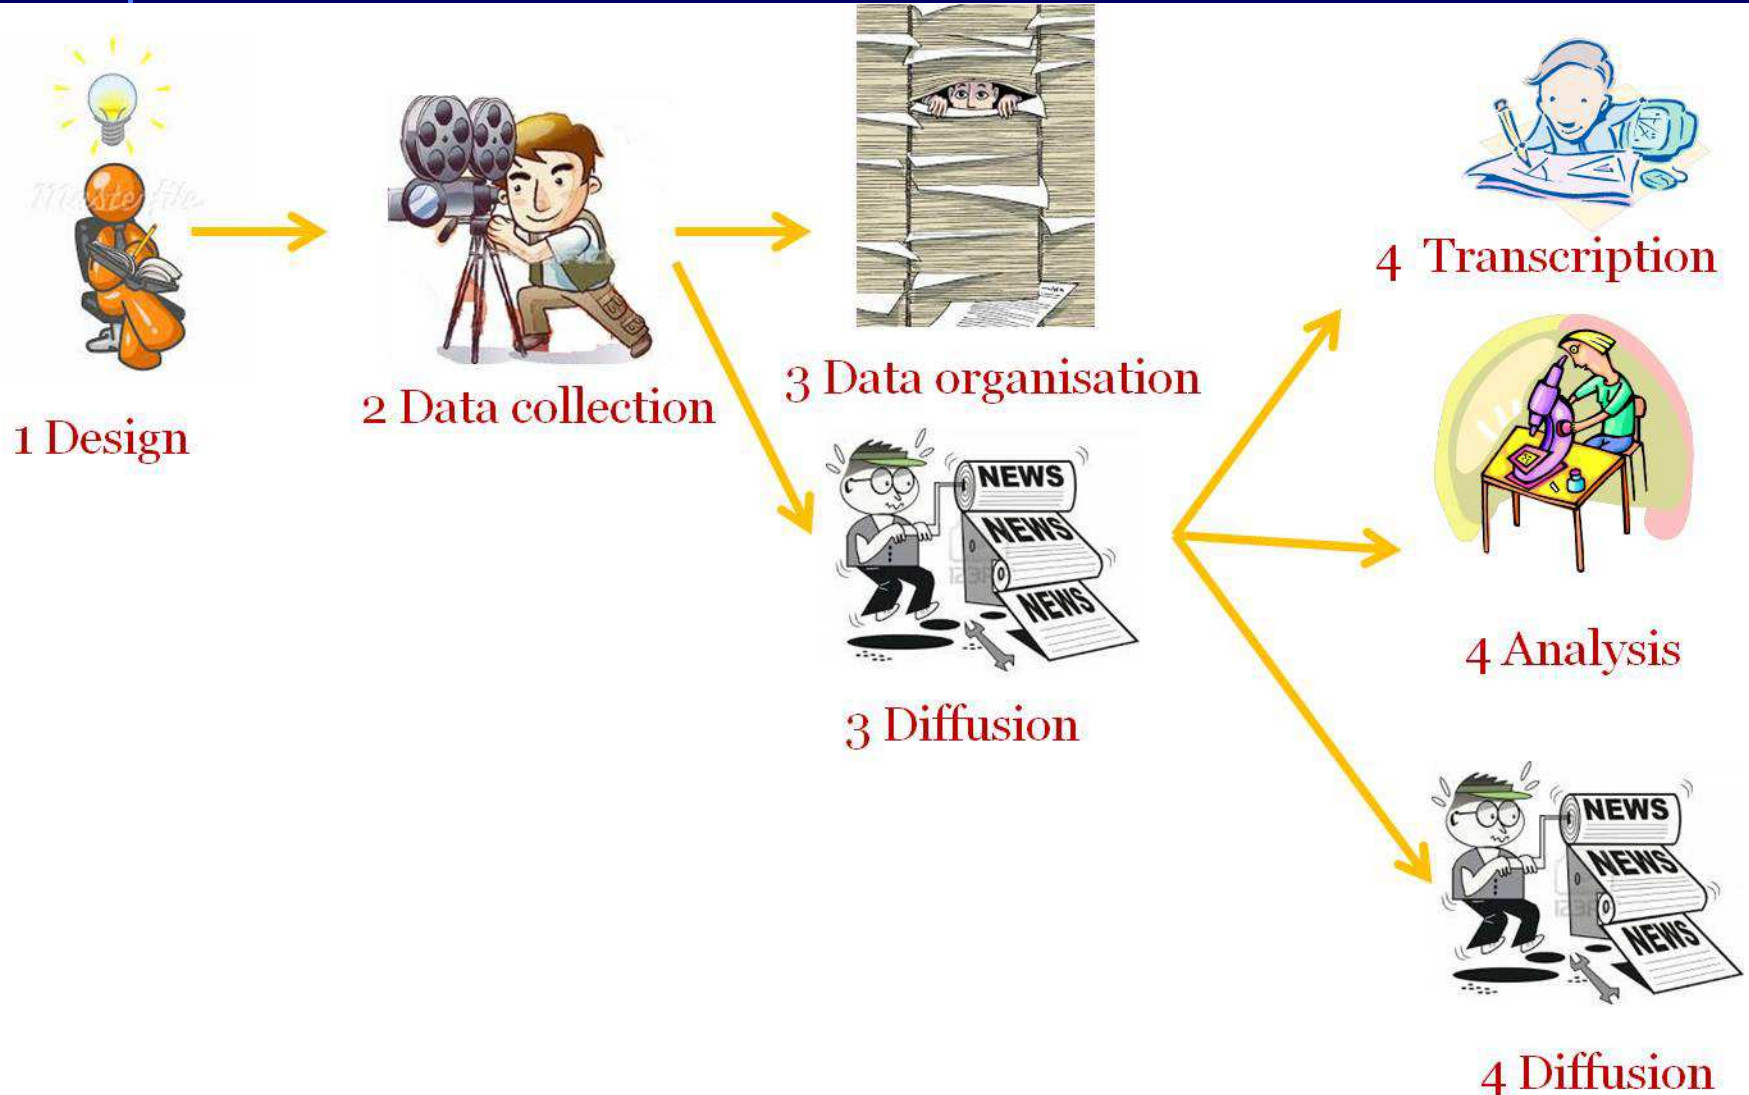 1 Design
2 Data collection
3 Data organisation
NEWS
NEWS
NEWS
3 Diffusion
4 Transcription
4 Analysis
NEWS
NEWS
NEWS
4 Diffusion